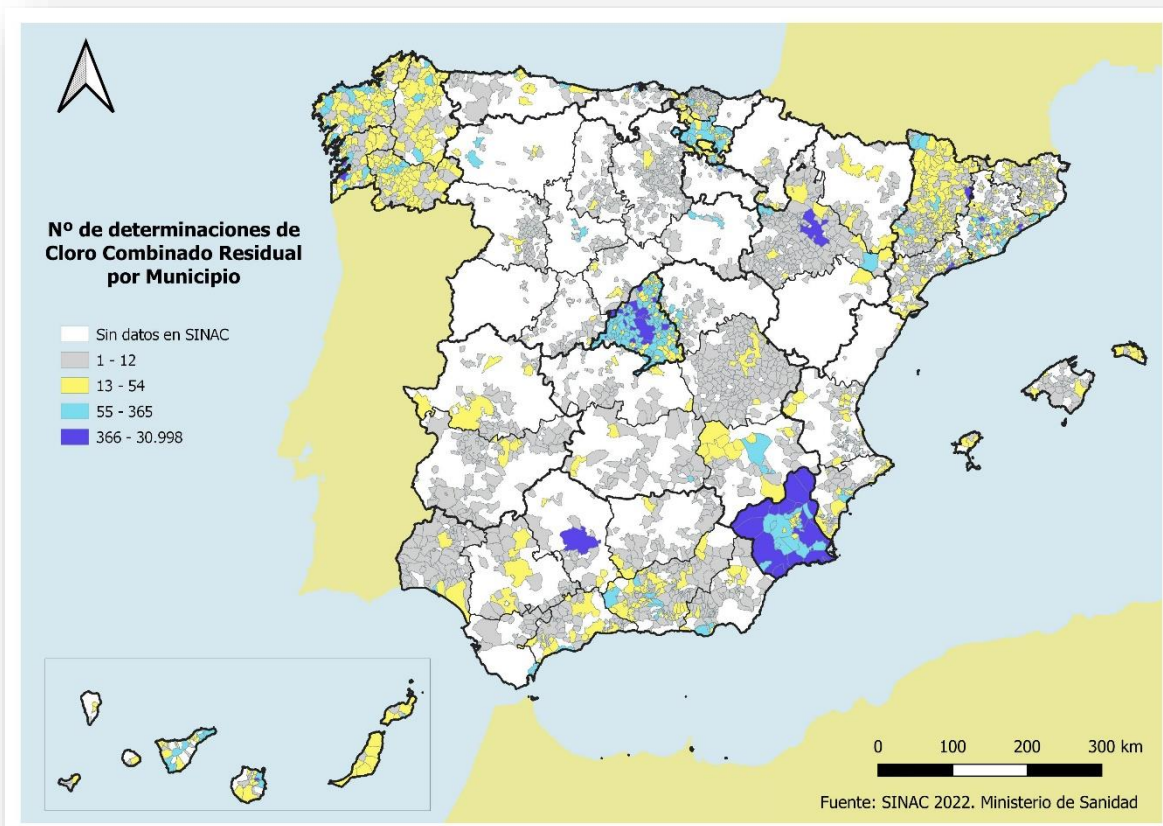 Nº de determinaciones de
Cloro Combinado Residual
por Municipio
Sin datos en SINAC
1 - 12
13 - 54
55 - 365
366 - 30.998
0 100 200 300 km
Fuente: SINAC 2022. Ministerio de Sanidad